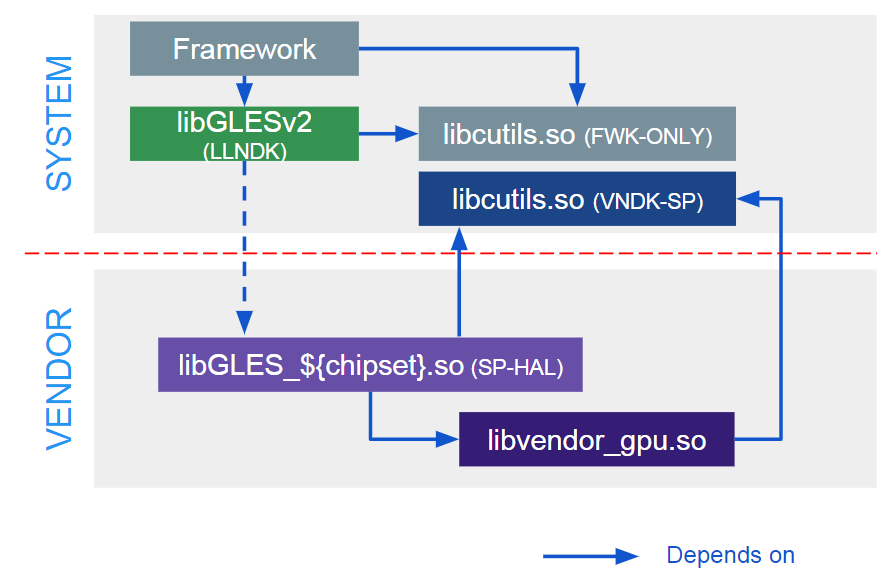 SYSTEM
Framework
libGLESv2
(LLNDK)
libcutils.so (FWK-ONLY)
libcutils.so (VNDK-SP)
VENDOR
libGLES_${chipset}.so (SP-HAL)
libvendor_gpu.so
Depends on